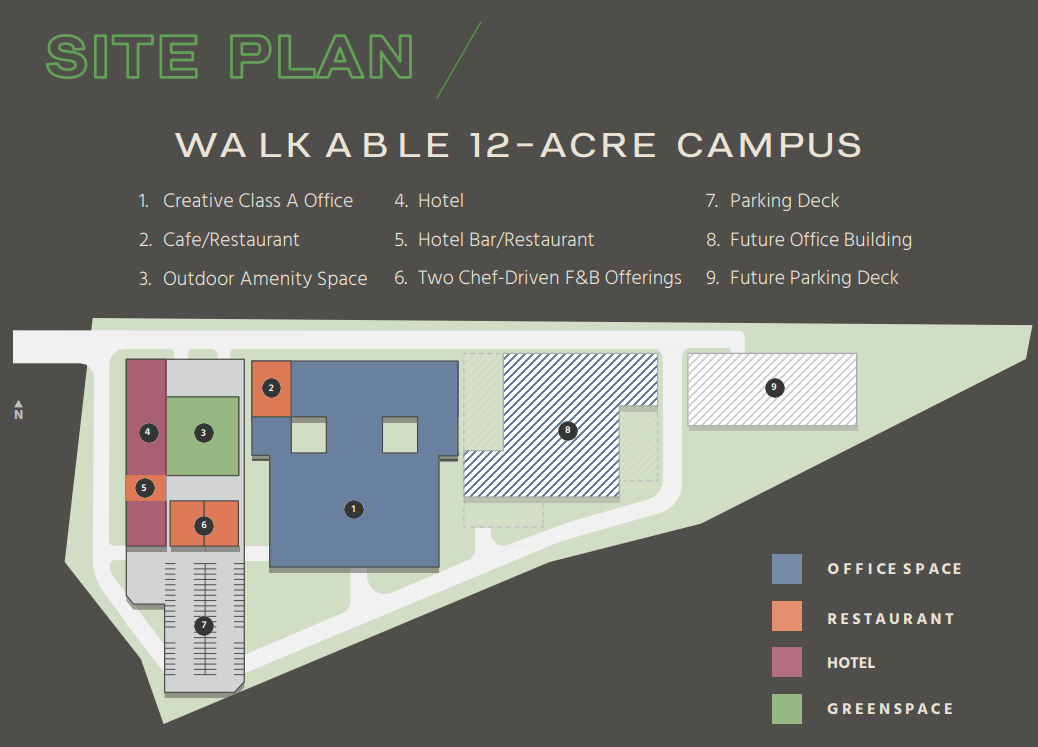 SITE PLAN
WALKABLE 12-ACRE CAMPUS
1. Creative Class A Office
2. Cafe/Restaurant
3. Outdoor Amenity Space
4. Hotel
5. Hotel Bar/Restaurant
6. Two Chef-Driven F&B Offerings
7. Parking Deck
8. Future Office Building
9. Future Parking Deck
N
2
9
4
3
8
5
1
6
7
OFFICE SPACE
RESTAURANT
HOTEL
GREENSPACE